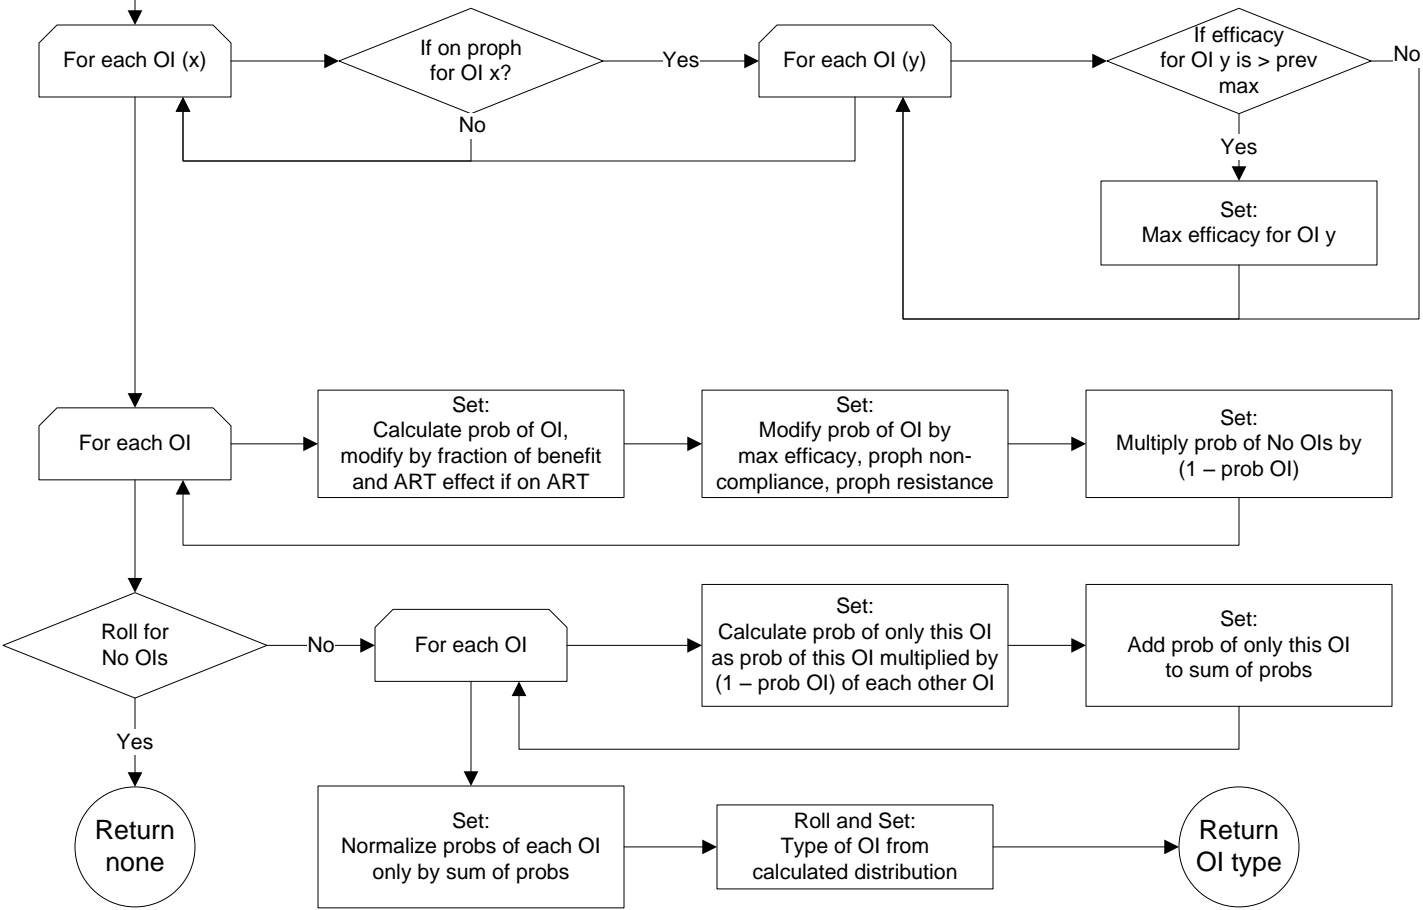 For each OI (x)
If on proph
for OI x?
Yes
For each OI (y)
If efficacy
for OI y is > prev
max
No
No
Yes
Set:
Max efficacy for OI y
For each OI
Set:
Calculate prob of OI,
modify by fraction of benefit
and ART effect if on ART
Set:
Modify prob of OI by
max efficacy, proph non-
compliance, proph resistance
Set:
Multiply prob of No OIs by
(1 – prob OI)
Roll for
No OIs
No
For each OI
Set:
Calculate prob of only this OI
as prob of this OI multiplied by
(1 – prob OI) of each other OI
Set:
Add prob of only this OI
to sum of probs
Yes
Return
none
Set:
Normalize probs of each OI
only by sum of probs
Roll and Set:
Type of OI from
calculated distribution
Return
OI type